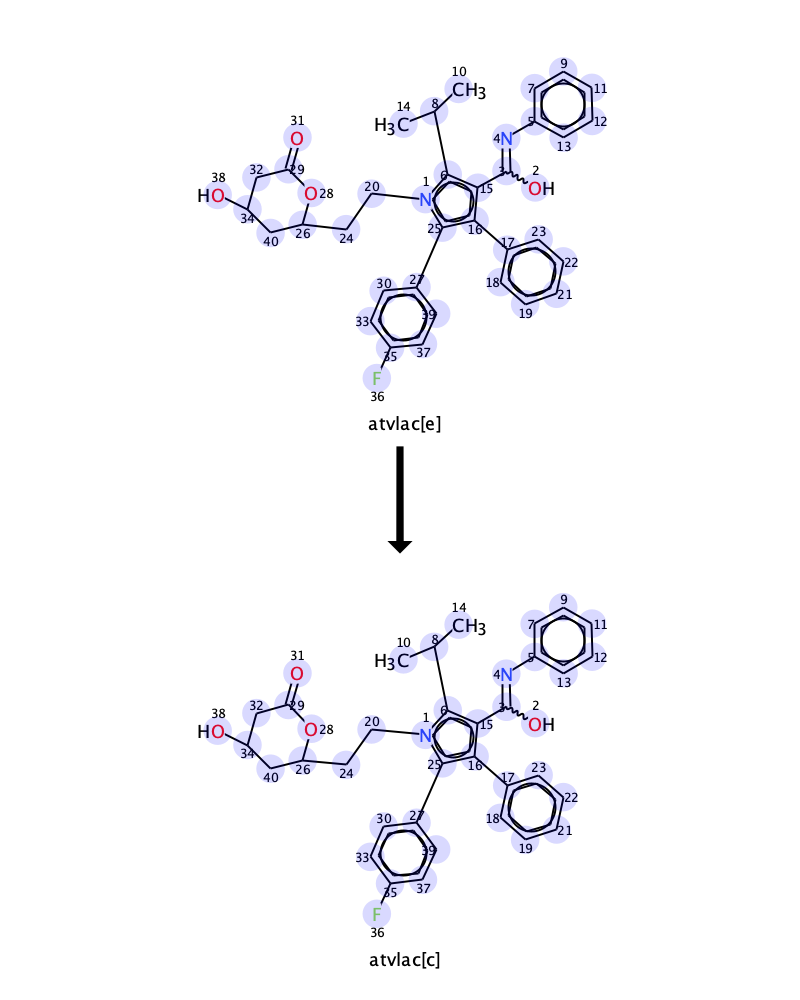 9
10
7 11
CH3
14 8
31 5 12
H3C
O 4 N 13
32 29 6 3 2
38 1 15
HO O 28 20 N OH
34
40 26 24 25 16
17 23
22
30 27 18
21
19
33 39
35 37
F
36
atvlac[e]
9
14
7 11
CH3
10 8
31 5 12
H3C
O 4 N 13
32 29 6 3 2
38 1 15
HO O 28 20 N OH
34
40 26 24 25 16
17 23
22
30 27 18
21
19
33 39
35 37
F
36
atvlac[c]